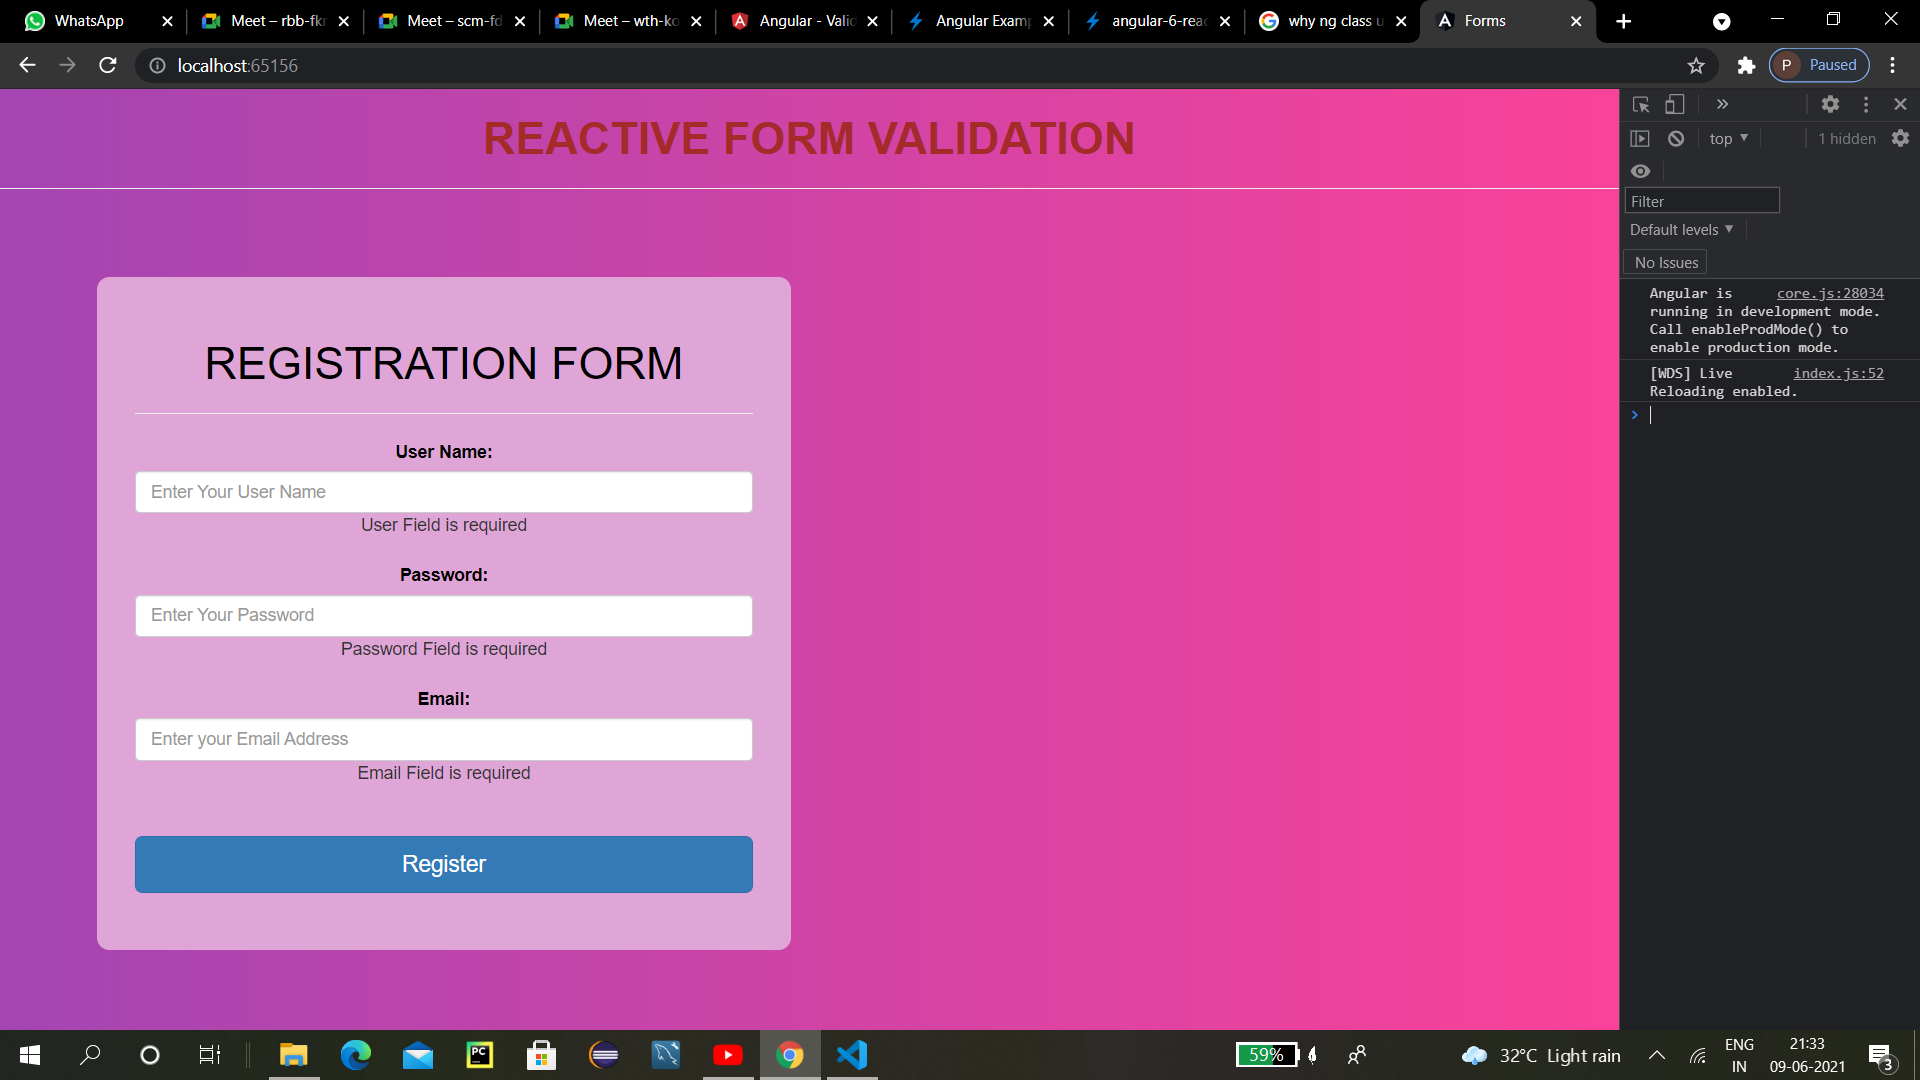 WhatsApp
Meet – rbb-fkr
Meet – scm-fd
Meet – wth-ko
Angular - Valid
Angular Examp
angular-6-reac
why ng class u
Forms
localhost:65156
P Paused
REACTIVE FORM VALIDATION
top
1 hidden
Filter
Default levels
No Issues
Angular is core.js:28034
running in development mode.
Call enableProdMode() to
enable production mode.
[WDS] Live index.js:52
Reloading enabled.
REGISTRATION FORM
User Name:
Enter Your User Name
User Field is required
Password:
Enter Your Password
Password Field is required
Email:
Enter your Email Address
Email Field is required
Register
PC
59%
32°C Light rain
ENG
IN
21:33
09-06-2021
3